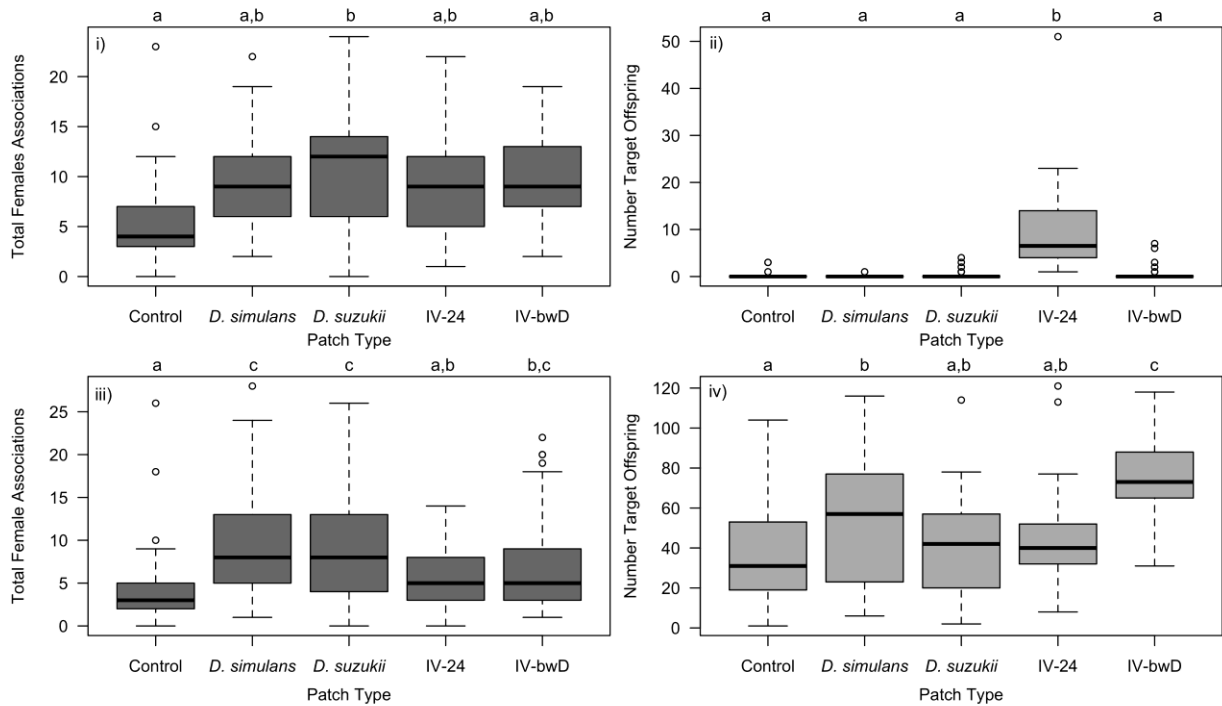 a a,b b a,b a,b
i)
Total Females Associations
20
15
10
5
0
Control D. simulans D. suzukii IV-24 IV-bwD
Patch Type
a a a b a
ii)
Number Target Offspring
50
40
30
20
10
0
Control D. simulans D. suzukii IV-24 IV-bwD
Patch Type
a c c a,b b,c
iii)
Total Female Associations
25
20
15
10
5
0
Control D. simulans D. suzukii IV-24 IV-bwD
Patch Type
a b a,b a,b c
iv)
Number Target Offspring
120
100
80
60
40
20
0
Control D. simulans D. suzukii IV-24 IV-bwD
Patch Type